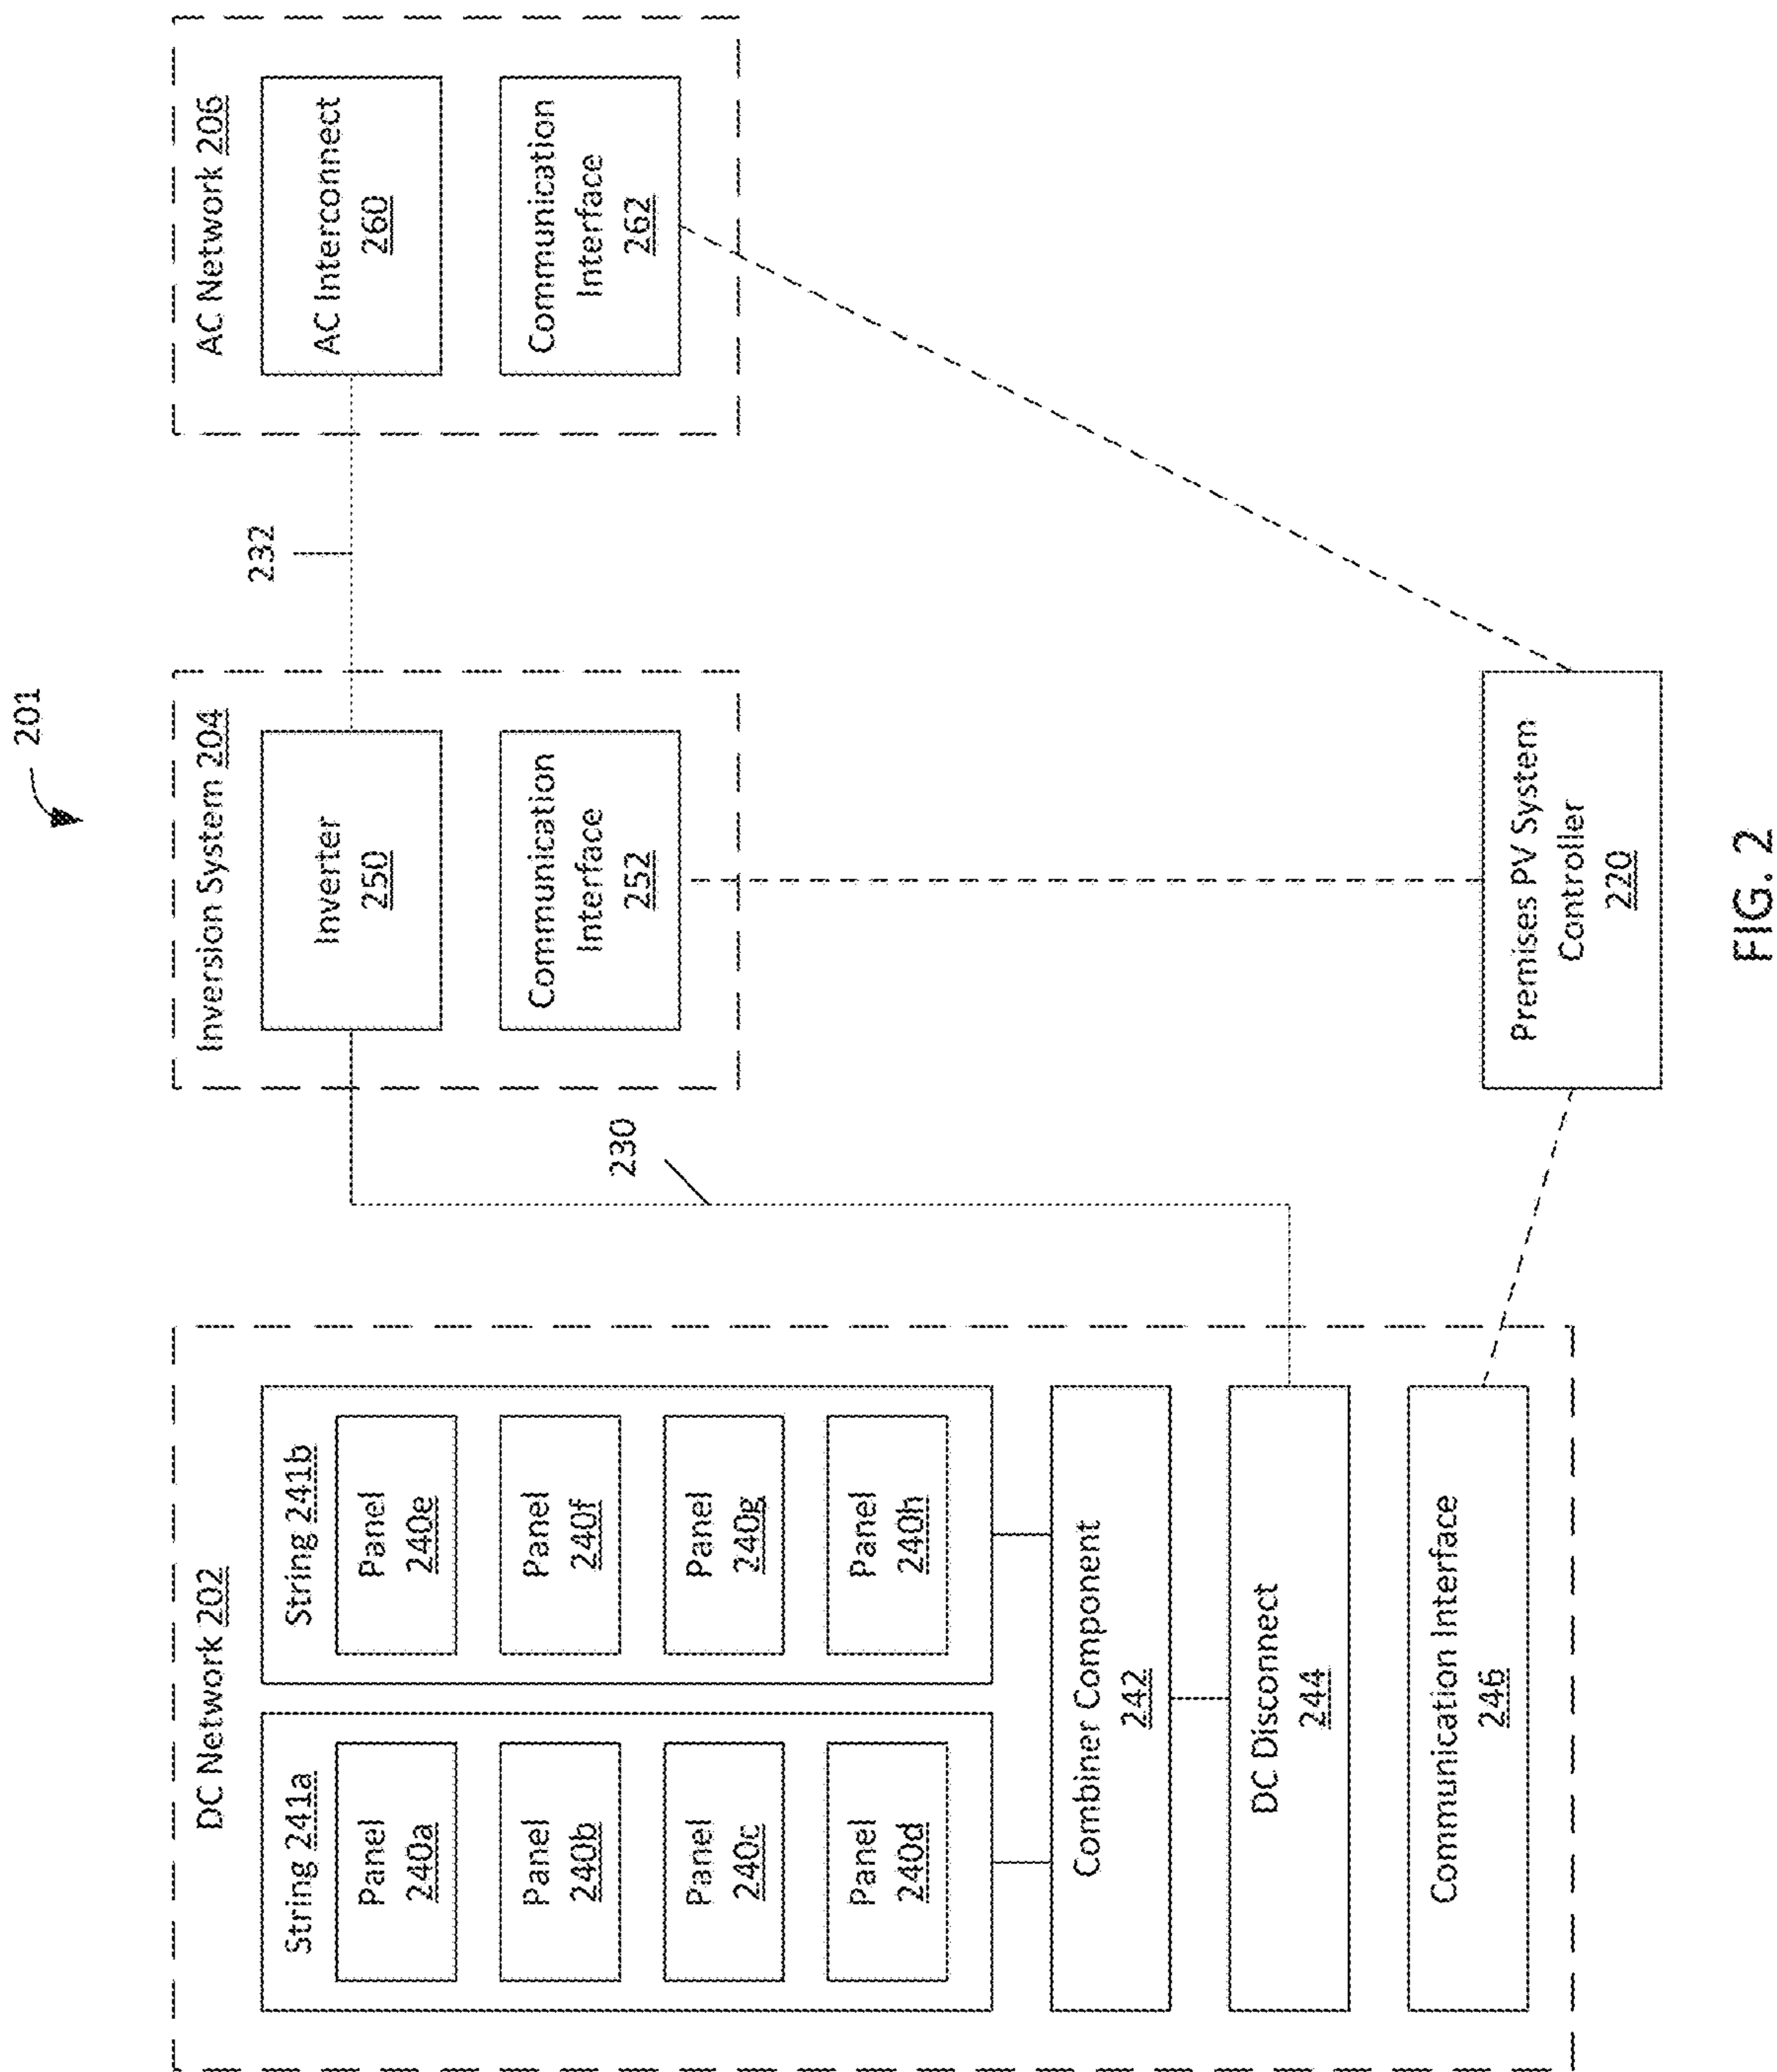 201
DC Network 202
String 241a
Panel
240a
Panel
240b
Panel
240c
Panel
240d
String 241b
Panel
240e
Panel
240f
Panel
240g
Panel
240h
Combiner Component
242
DC Disconnect
244
Communication Interface
246
230
Inversion System 204
Inverter
250
Communication
Interface
252
232
AC Network 206
AC Interconnect
260
Communication
Interface
262
Premises PV System
Controller
220
FIG. 2